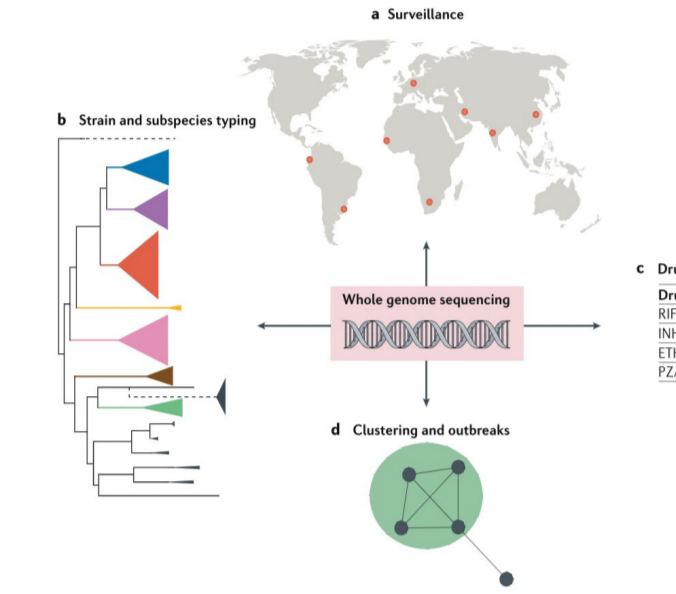 a Surveillance
b Strain and subspecies typing
Whole genome sequencing
c
d Clustering and outbreaks